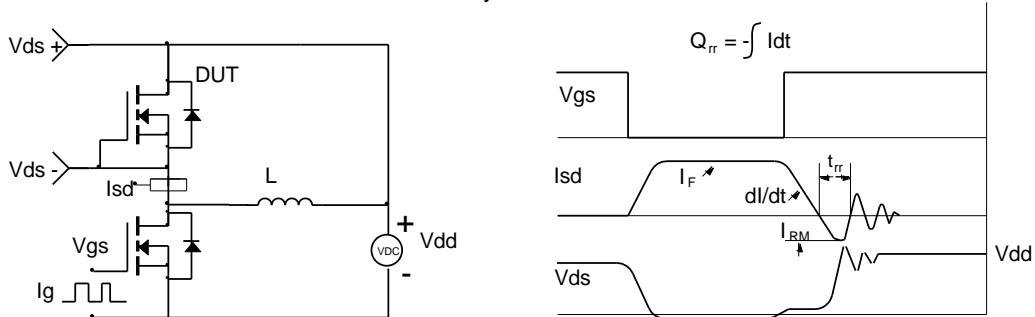 Vds +
DUT
Vds -
Isd
L
Vgs
+
VDC
-
Vdd
Ig
Qrr = -∫ Idt
Vgs
trr
Isd
IF
dI/dt
IRM
Vdd
Vds